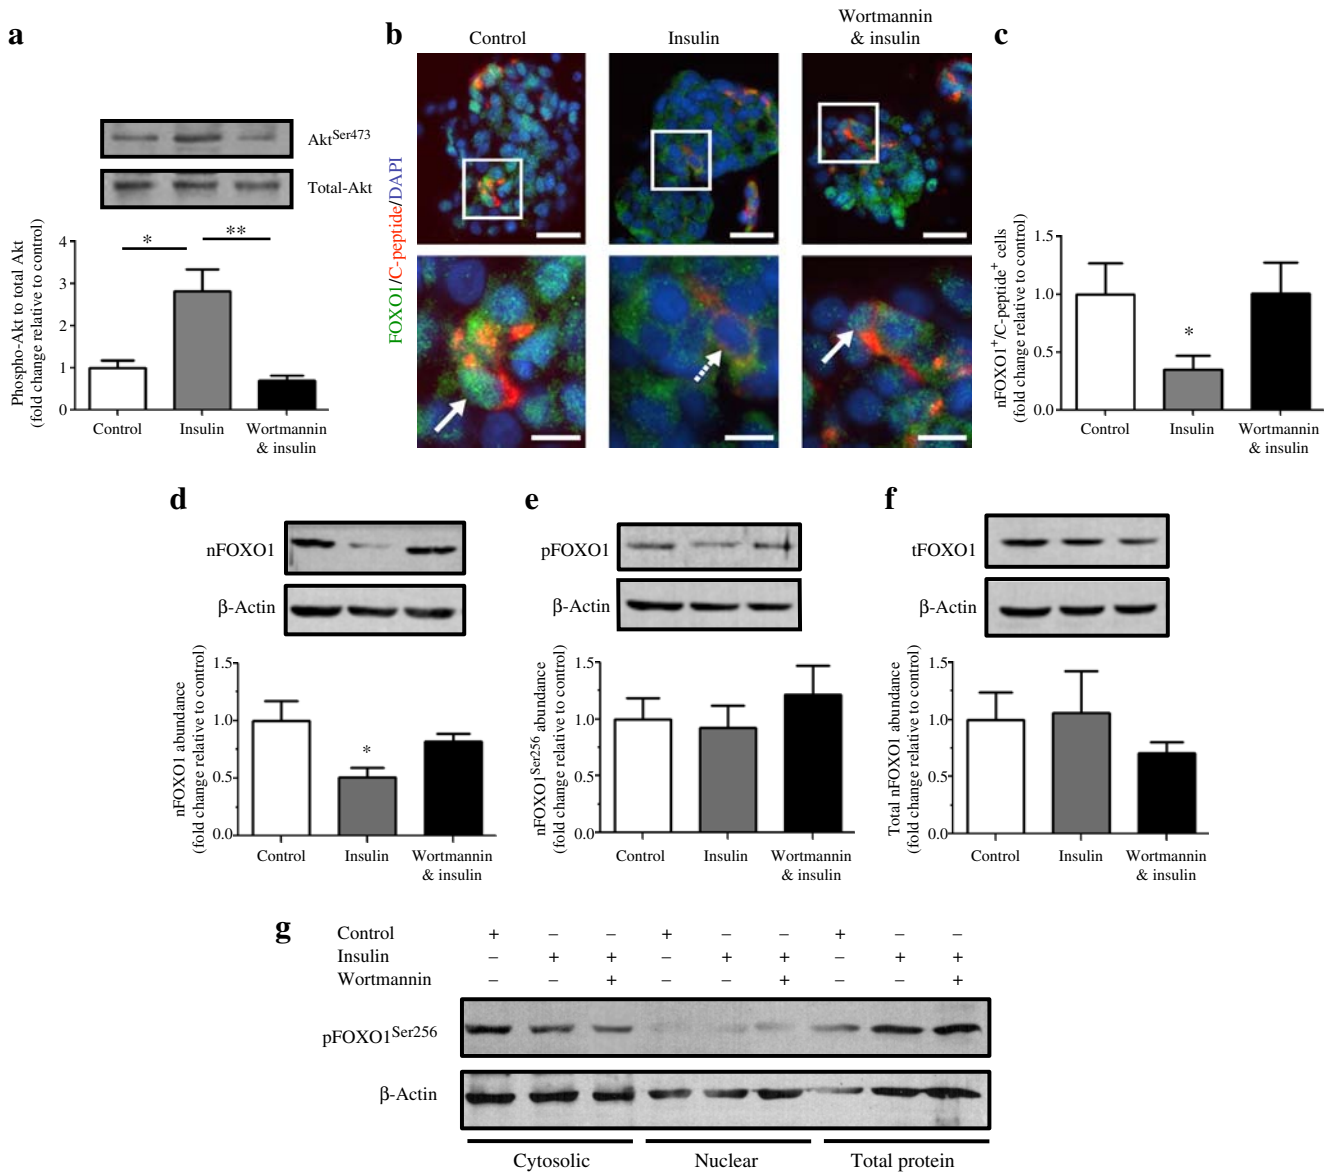 a
Akt^Ser473
Total-Akt
Phospho-Akt to total Akt
(fold change relative to control)
4
3
2
1
0
*
**
Control
Insulin
Wortmannin
& insulin
b
Control
Insulin
Wortmannin
& insulin
FOXO1/C-peptide/DAPI
c
nFOXO1+/C-peptide+ cells
(fold change relative to control)
1.5
1.0
0.5
0.0
*
Control
Insulin
Wortmannin
& insulin
d
nFOXO1
β-Actin
nFOXO1 abundance
(fold change relative to control)
1.5
1.0
0.5
0.0
*
Control
Insulin
Wortmannin
& insulin
e
pFOXO1
β-Actin
nFOXO1^Ser256 abundance
(fold change relative to control)
1.5
1.0
0.5
0.0
Control
Insulin
Wortmannin
& insulin
f
tFOXO1
β-Actin
Total nFOXO1 abundance
(fold change relative to control)
1.5
1.0
0.5
0.0
Control
Insulin
Wortmannin
& insulin
g
Control + – – + – – + – –
Insulin – + + – + + – + +
Wortmannin – – + – – + – – +
pFOXO1^Ser256
β-Actin
Cytosolic Nuclear Total protein